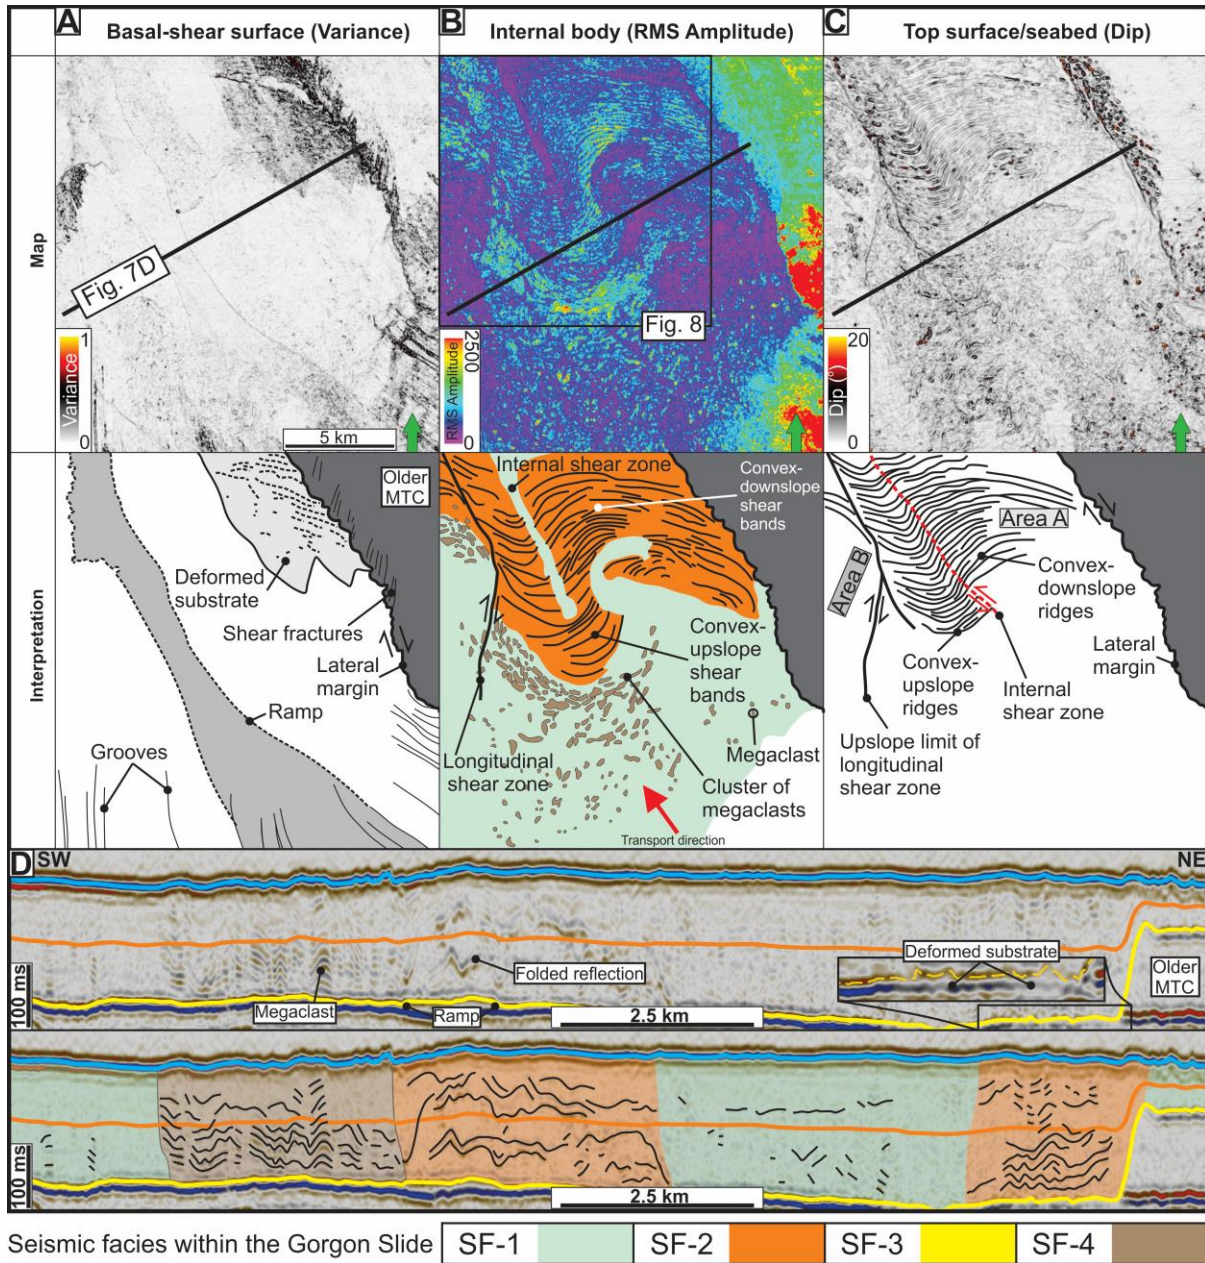 A Basal-shear surface (Variance)
B Internal body (RMS Amplitude)
C Top surface/seabed (Dip)
Map
Fig. 7D
1
Variance
0
5 km
Fig. 8
2500
RMS Amplitude
0
20
Dip (°)
0
Interpretation
Older
MTC
Deformed
substrate
Shear fractures
Lateral
margin
Ramp
Grooves
Internal shear zone
Convex-
downslope
shear
bands
Convex-
upslope
shear
bands
Megaclast
Longitudinal
shear zone
Cluster of
megaclasts
Transport direction
Area A
Area B
Convex-
downslope
ridges
Convex-
upslope
ridges
Internal
shear zone
Lateral
margin
Upslope limit of
longitudinal
shear zone
D SW
NE
Deformed substrate
Folded reflection
Megaclast
Ramp
Older
MTC
100 ms
2.5 km
100 ms
2.5 km
Seismic facies within the Gorgon Slide
SF-1
SF-2
SF-3
SF-4